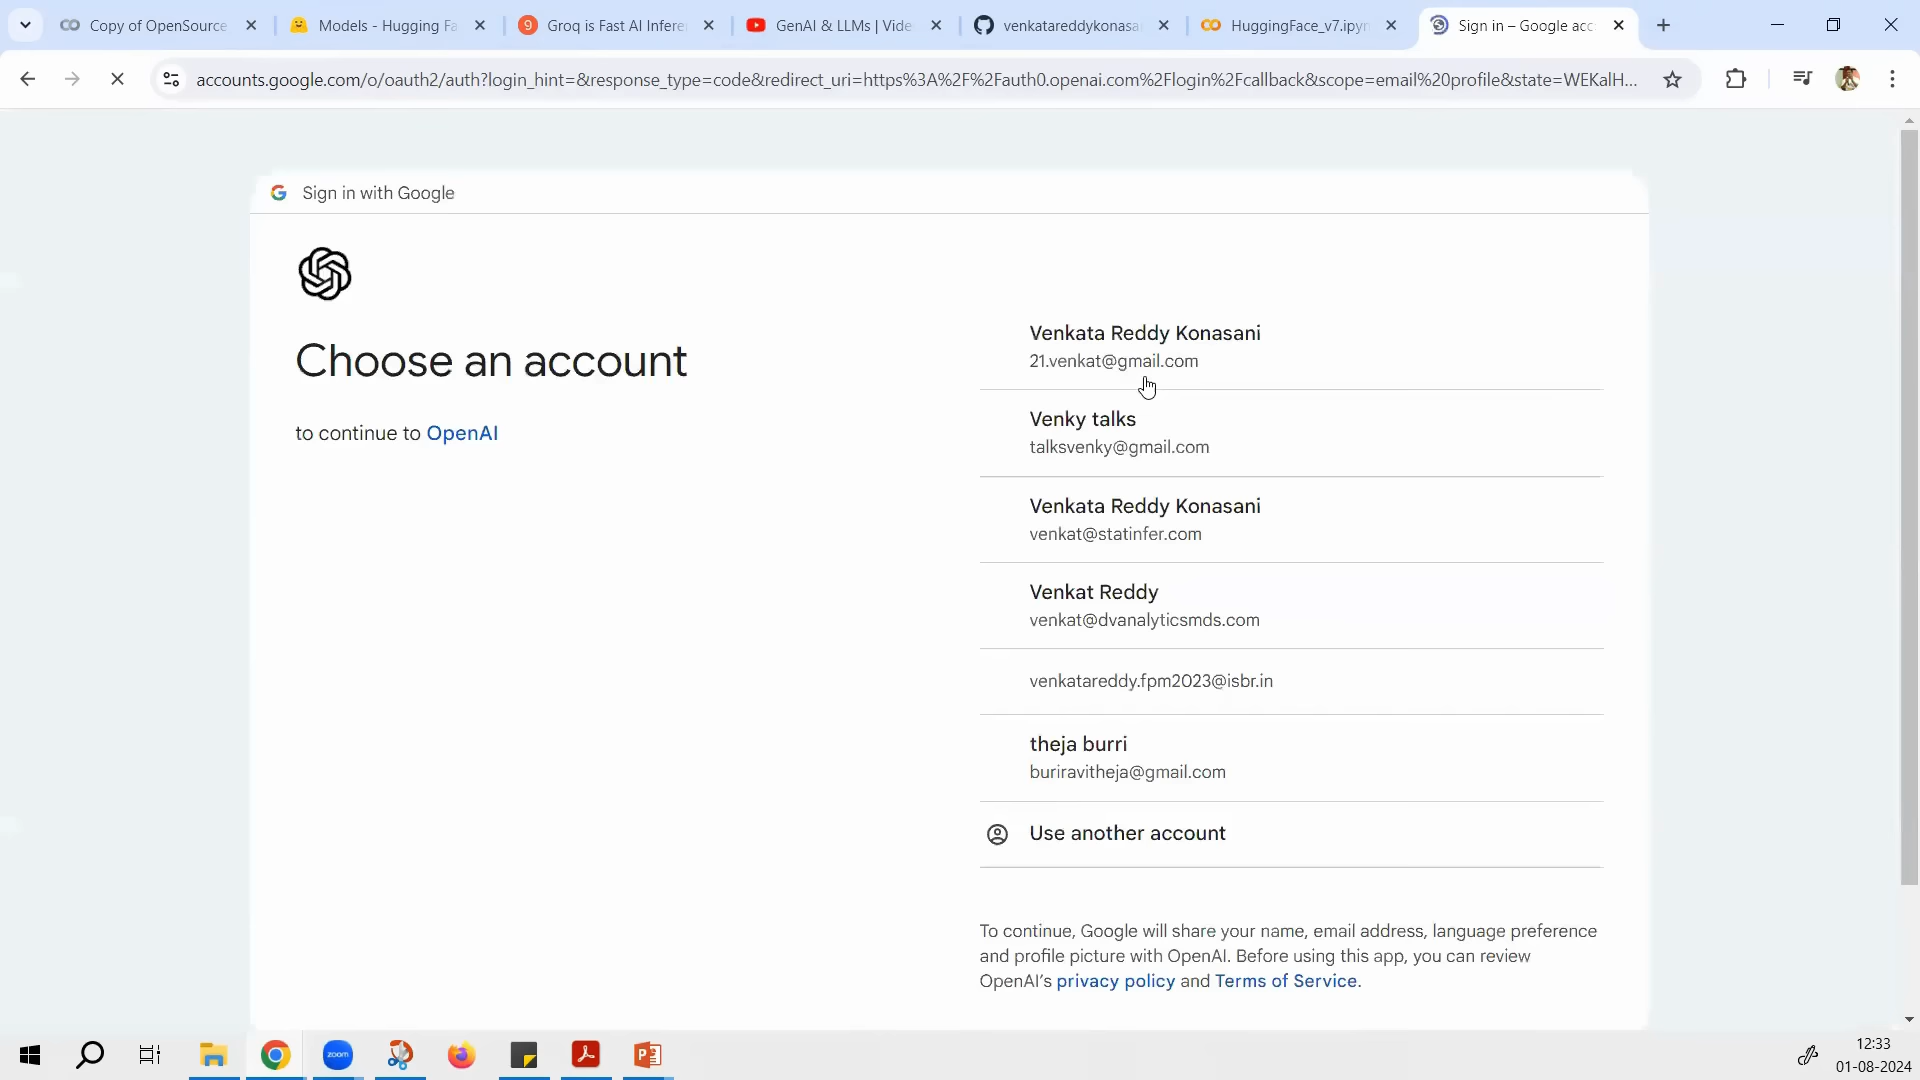 Copy of OpenSource
Models - Hugging Fa
Groq is Fast AI Infere
GenAI & LLMs | Vide
venkatareddykonasa
HuggingFace_v7.ipyn
Sign in – Google acc
accounts.google.com/o/oauth2/auth?login_hint=&response_type=code&redirect_uri=https%3A%2F%2Fauth0.openai.com%2Flogin%2Fcallback&scope=email%20profile&state=WEKalH...
Sign in with Google
Choose an account
to continue to OpenAI
Venkata Reddy Konasani
21.venkat@gmail.com
Venky talks
talksvenky@gmail.com
Venkata Reddy Konasani
venkat@statinfer.com
Venkat Reddy
venkat@dvanalyticsmds.com
venkatareddy.fpm2023@isbr.in
theja burri
buriravitheja@gmail.com
Use another account
To continue, Google will share your name, email address, language preference
and profile picture with OpenAI. Before using this app, you can review
OpenAI's privacy policy and Terms of Service.
zoom
12:33
01-08-2024